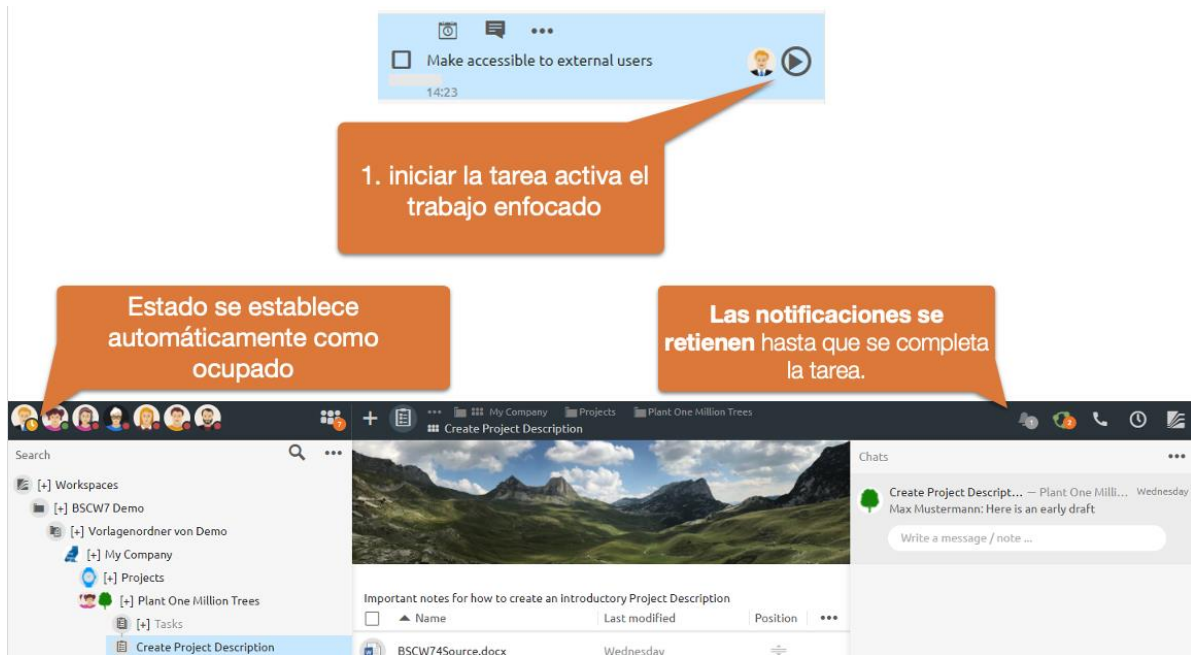 Make accessible to external users
14:23
1. iniciar la tarea activa el
trabajo enfocado
Estado se establece
automáticamente como
ocupado
Las notificaciones se
retienen hasta que se completa
la tarea.
7
+
... My Company Projects Plant One Million Trees
Create Project Description
1
2
Search
[+] Workspaces
[+] BSCW7 Demo
[+] Vorlagenordner von Demo
[+] My Company
[+] Projects
[+] Plant One Million Trees
[+] Tasks
Create Project Description
Important notes for how to create an introductory Project Description
Name Last modified Position
BSCW74Source.docx Wednesday
Chats
Create Project Descript... — Plant One Milli... Wednesday
Max Mustermann: Here is an early draft
Write a message / note ...